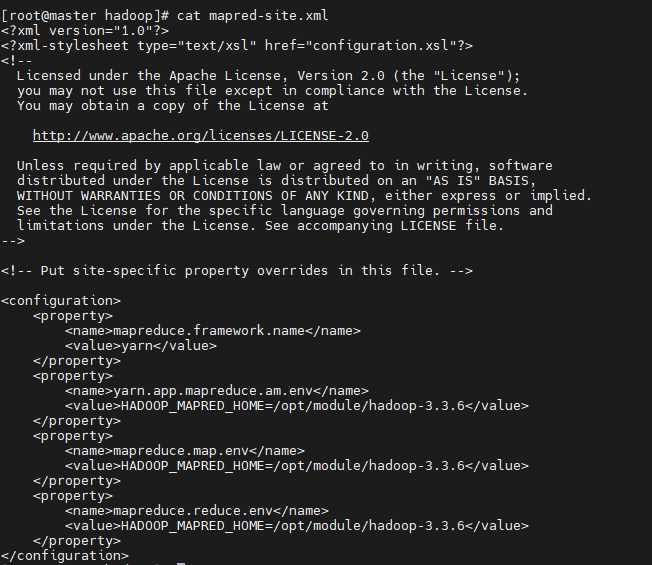 [root@master hadoop]# cat mapred-site.xml
<?xml version="1.0"?>
<?xml-stylesheet type="text/xsl" href="configuration.xsl"?>
<!--
  Licensed under the Apache License, Version 2.0 (the "License");
  you may not use this file except in compliance with the License.
  You may obtain a copy of the License at

    http://www.apache.org/licenses/LICENSE-2.0

  Unless required by applicable law or agreed to in writing, software
  distributed under the License is distributed on an "AS IS" BASIS,
  WITHOUT WARRANTIES OR CONDITIONS OF ANY KIND, either express or implied.
  See the License for the specific language governing permissions and
  limitations under the License. See accompanying LICENSE file.
-->

<!-- Put site-specific property overrides in this file. -->

<configuration>
    <property>
        <name>mapreduce.framework.name</name>
        <value>yarn</value>
    </property>
    <property>
        <name>yarn.app.mapreduce.am.env</name>
        <value>HADOOP_MAPRED_HOME=/opt/module/hadoop-3.3.6</value>
    </property>
    <property>
        <name>mapreduce.map.env</name>
        <value>HADOOP_MAPRED_HOME=/opt/module/hadoop-3.3.6</value>
    </property>
    <property>
        <name>mapreduce.reduce.env</name>
        <value>HADOOP_MAPRED_HOME=/opt/module/hadoop-3.3.6</value>
    </property>
</configuration>